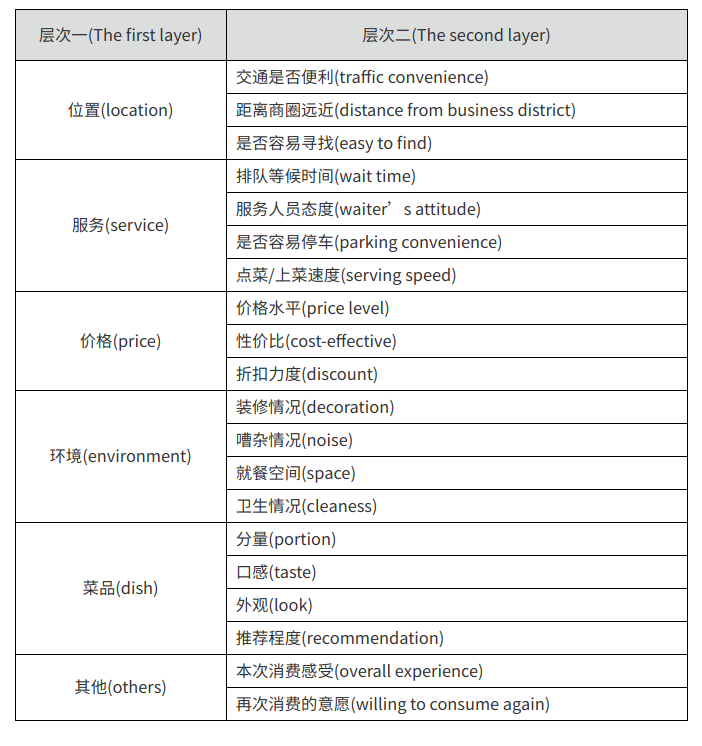 层次一(The first layer)
层次二(The second layer)
位置(location)
交通是否便利(traffic convenience)
距离商圈远近(distance from business district)
是否容易寻找(easy to find)
服务(service)
排队等候时间(wait time)
服务人员态度(waiter’s attitude)
是否容易停车(parking convenience)
点菜/上菜速度(serving speed)
价格(price)
价格水平(price level)
性价比(cost-effective)
折扣力度(discount)
环境(environment)
装修情况(decoration)
嘈杂情况(noise)
就餐空间(space)
卫生情况(cleaness)
菜品(dish)
分量(portion)
口感(taste)
外观(look)
推荐程度(recommendation)
其他(others)
本次消费感受(overall experience)
再次消费的意愿(willing to consume again)